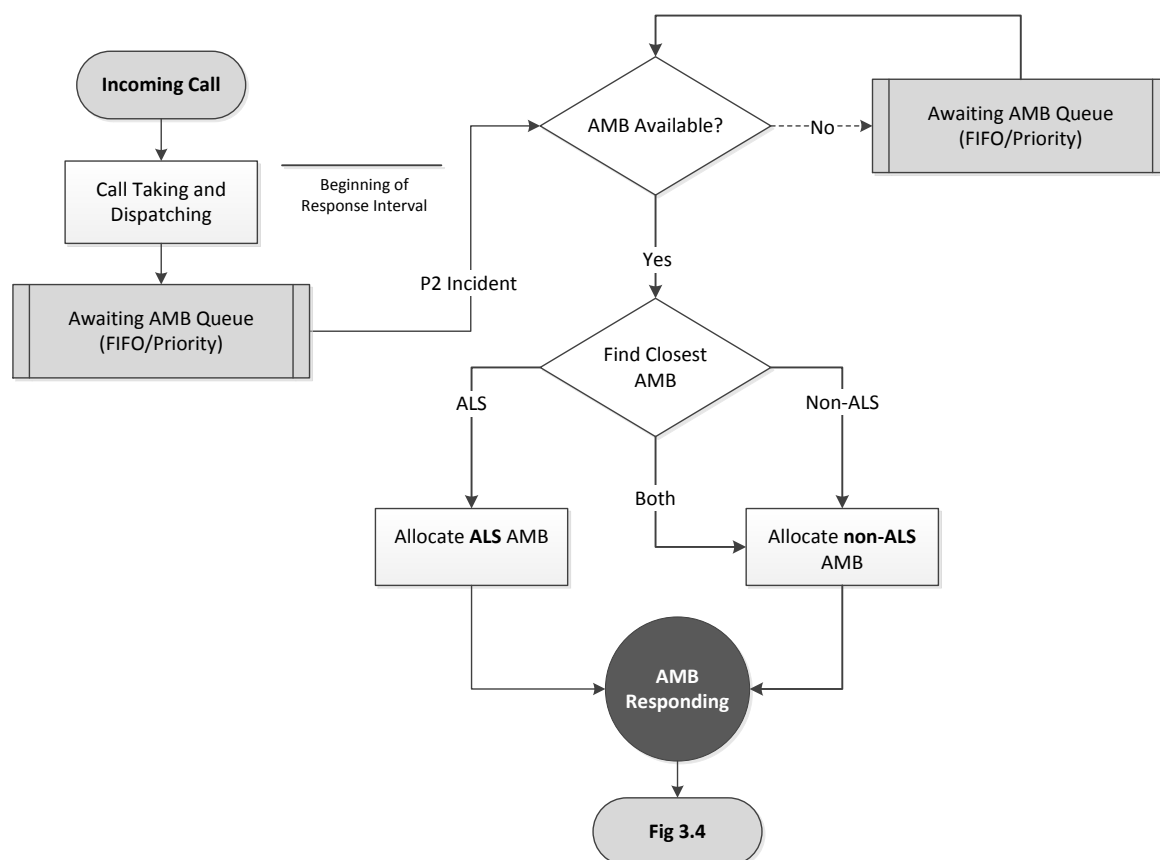 Incoming Call
Call Taking and
Dispatching
Beginning of
Response Interval
Awaiting AMB Queue
(FIFO/Priority)
P2 Incident
AMB Available?
No
Awaiting AMB Queue
(FIFO/Priority)
Yes
Find Closest
AMB
ALS
Non-ALS
Both
Allocate ALS AMB
Allocate non-ALS
AMB
AMB
Responding
Fig 3.4